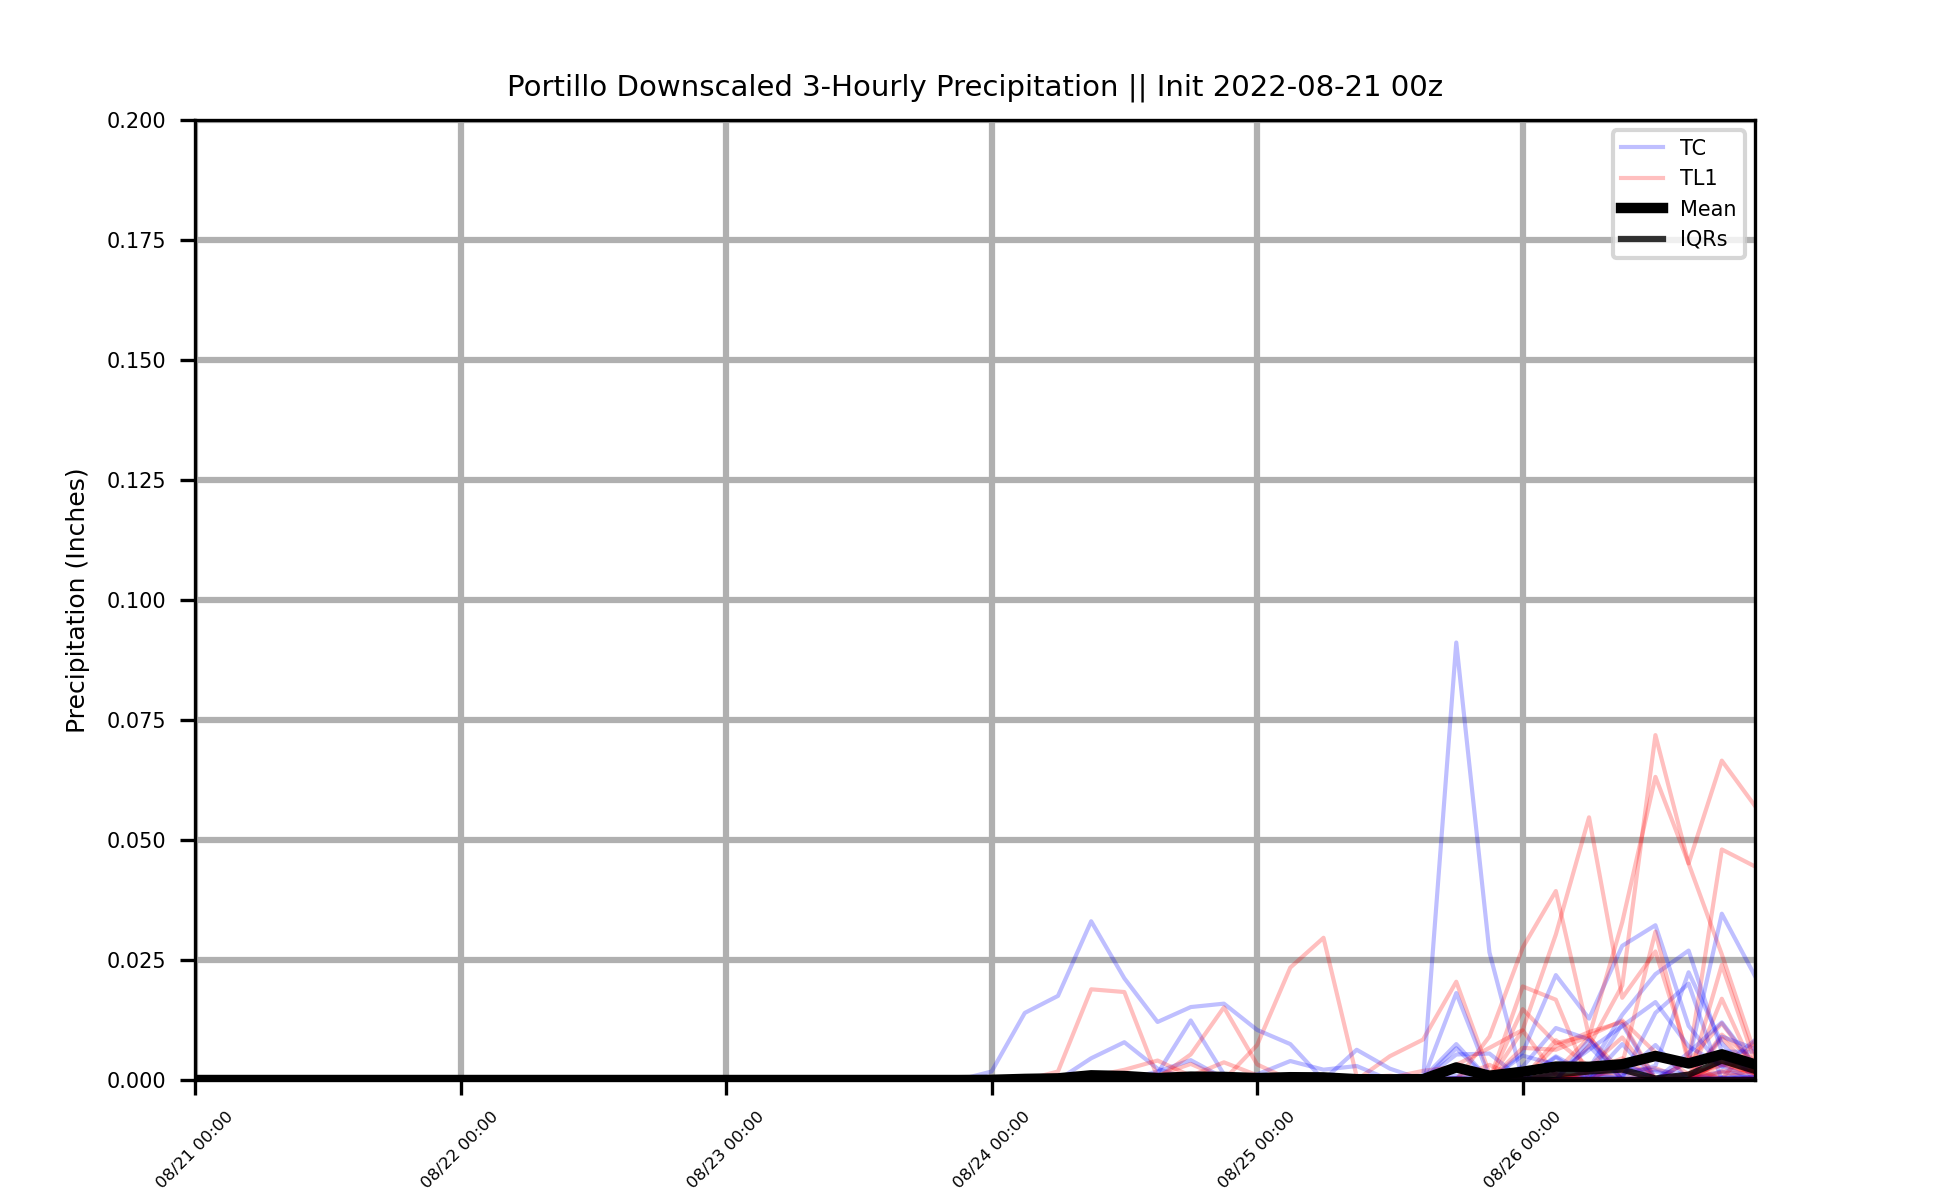 Portillo Downscaled 3-Hourly Precipitation || Init 2022-08-21 00z
TC
TL1
Mean
IQRs
Precipitation (Inches)
0.200
0.175
0.150
0.125
0.100
0.075
0.050
0.025
0.000
08/21 00:00
08/22 00:00
08/23 00:00
08/24 00:00
08/25 00:00
08/26 00:00